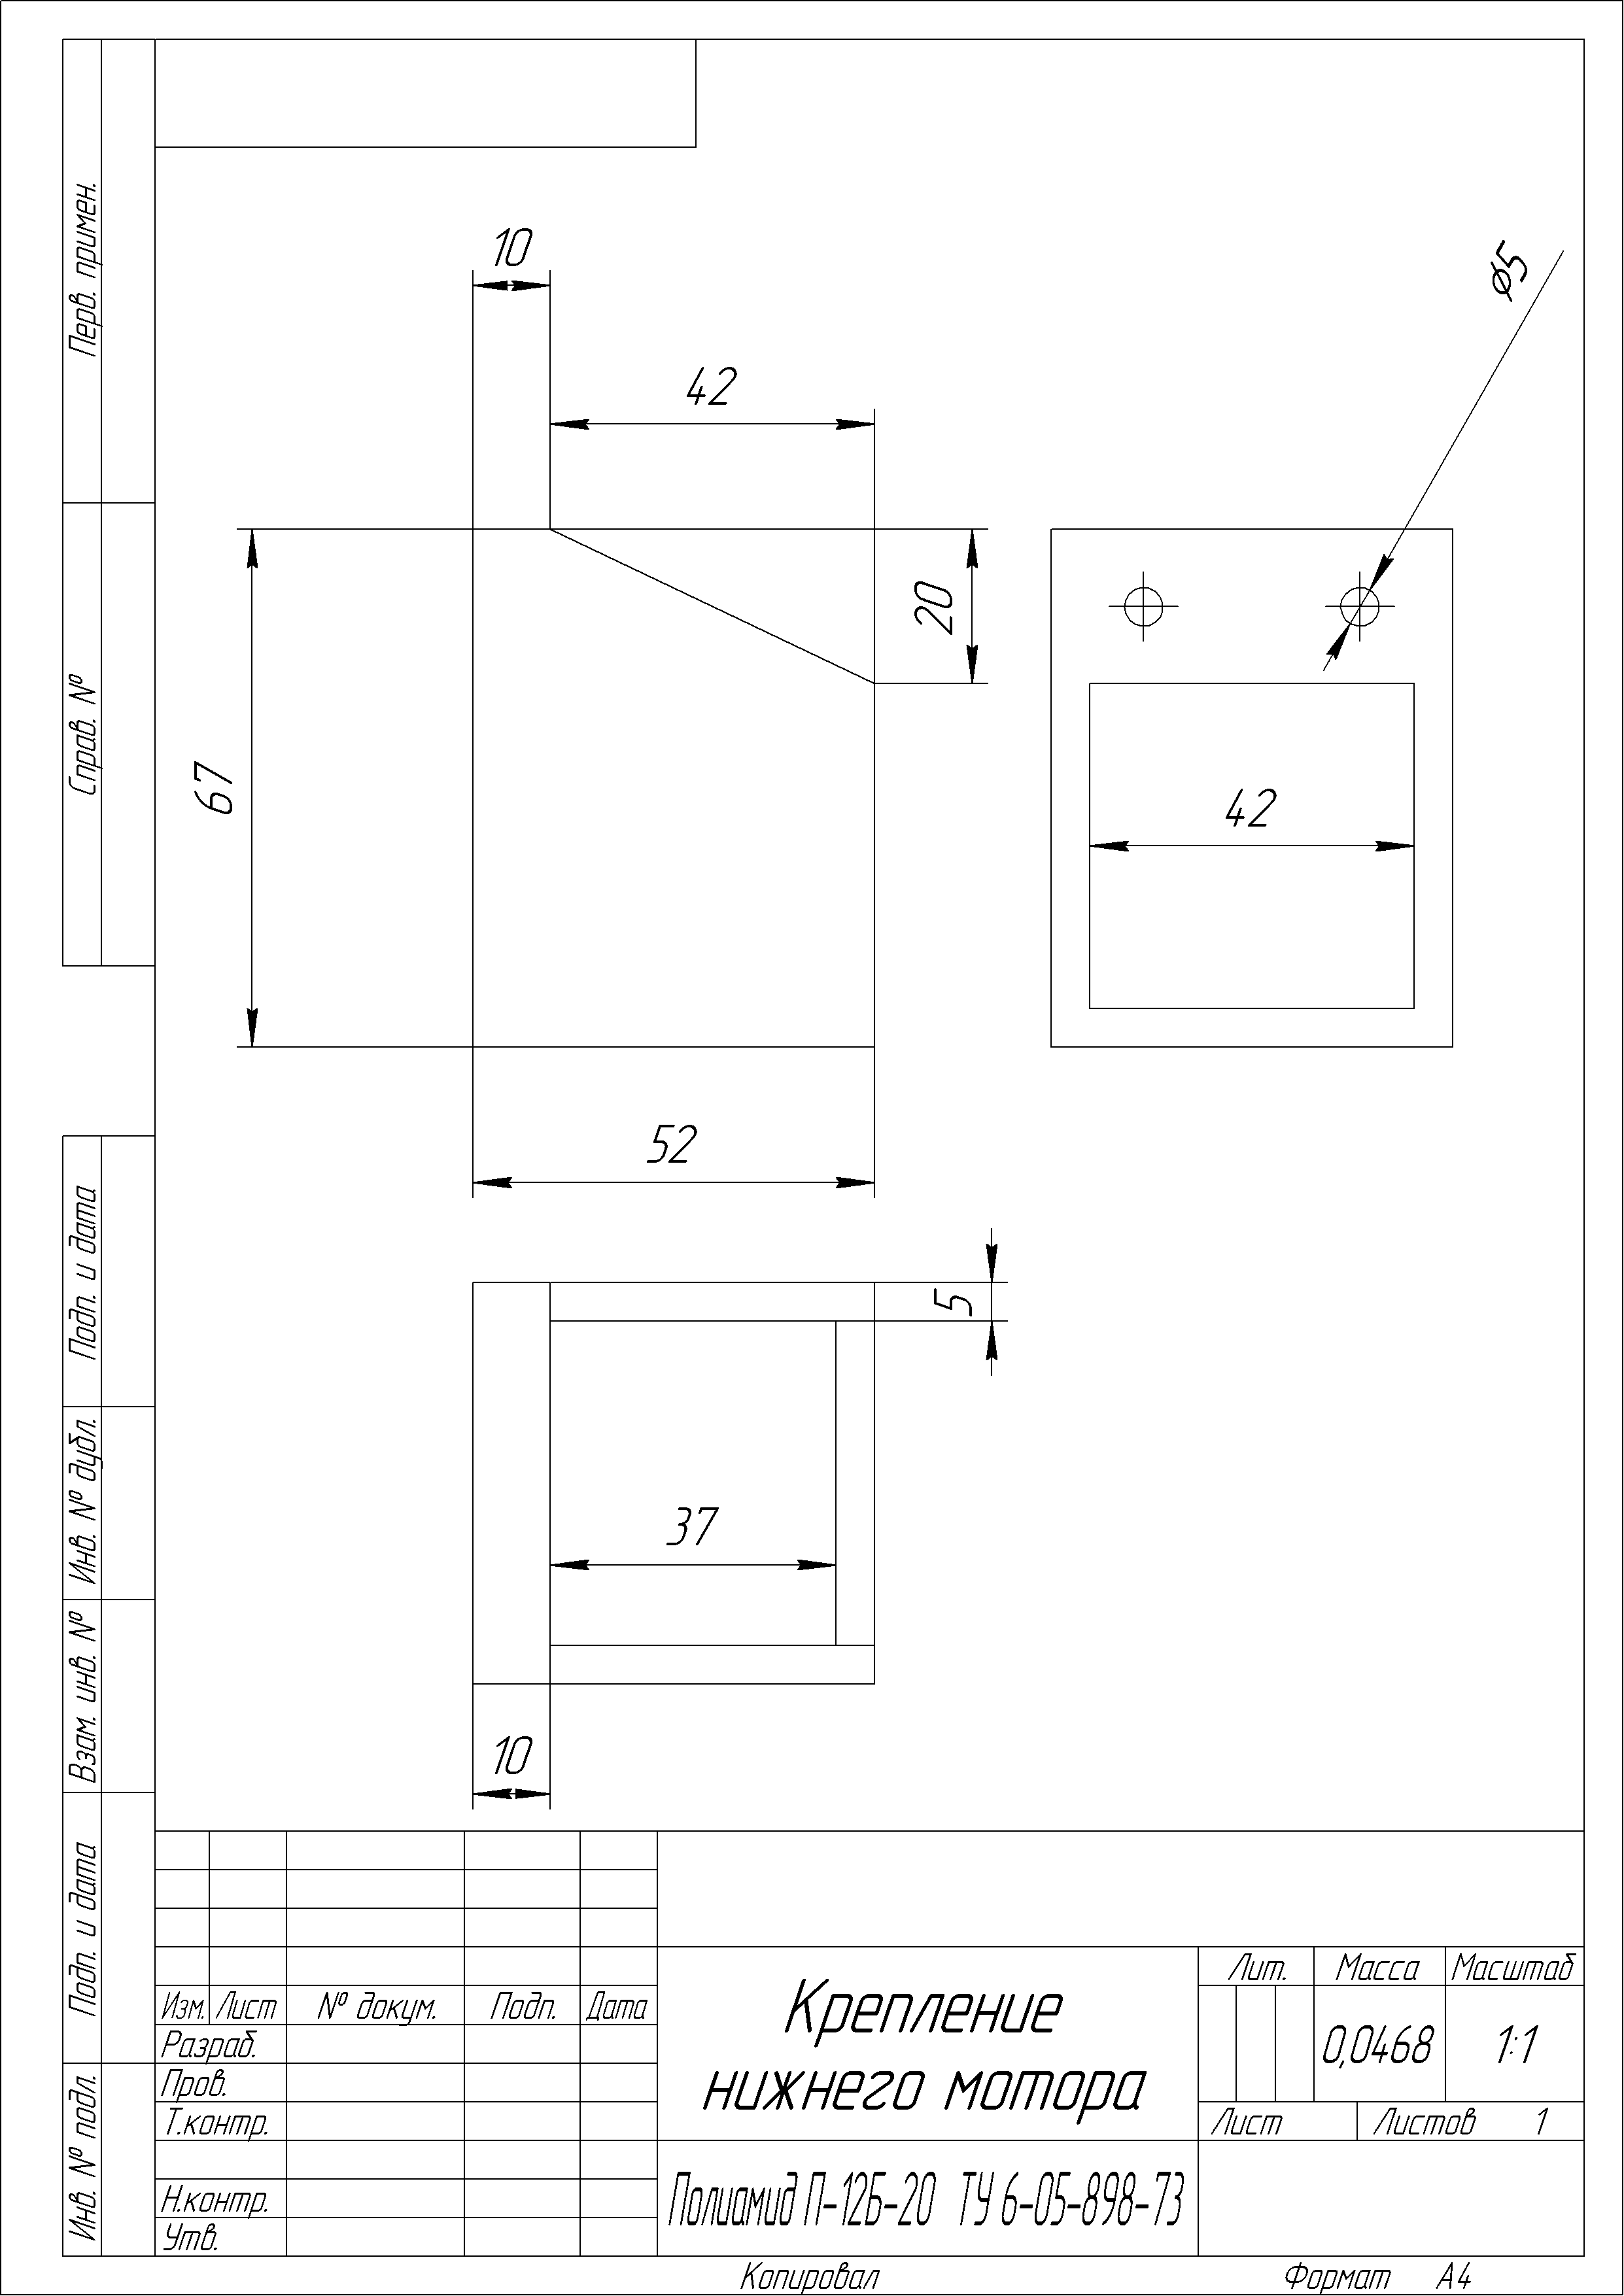 Перв. примен.
Справ. №
Подп. и дата
Инв. № дубл.
Взам. инв. №
Подп. и дата
Инв. № подл.
10
42
⌀5
20
67
42
52
5
37
10
Изм. Лист № докум. Подп. Дата
Разраб.
Пров.
Т.контр.
Н.контр.
Утв.
Крепление
нижнего мотора
Полиамид П-12Б-20 ТУ 6-05-898-73
Лит. Масса Масштаб
0,0468 1:1
Лист Листов 1
Копировал Формат А4